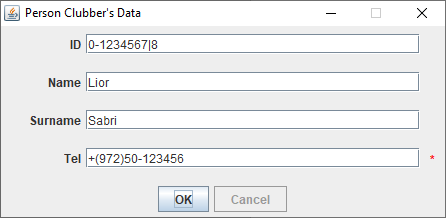 Person Clubber's Data
ID 0-1234567|8
Name Lior
Surname Sabri
Tel +(972)50-123456 *
OK Cancel